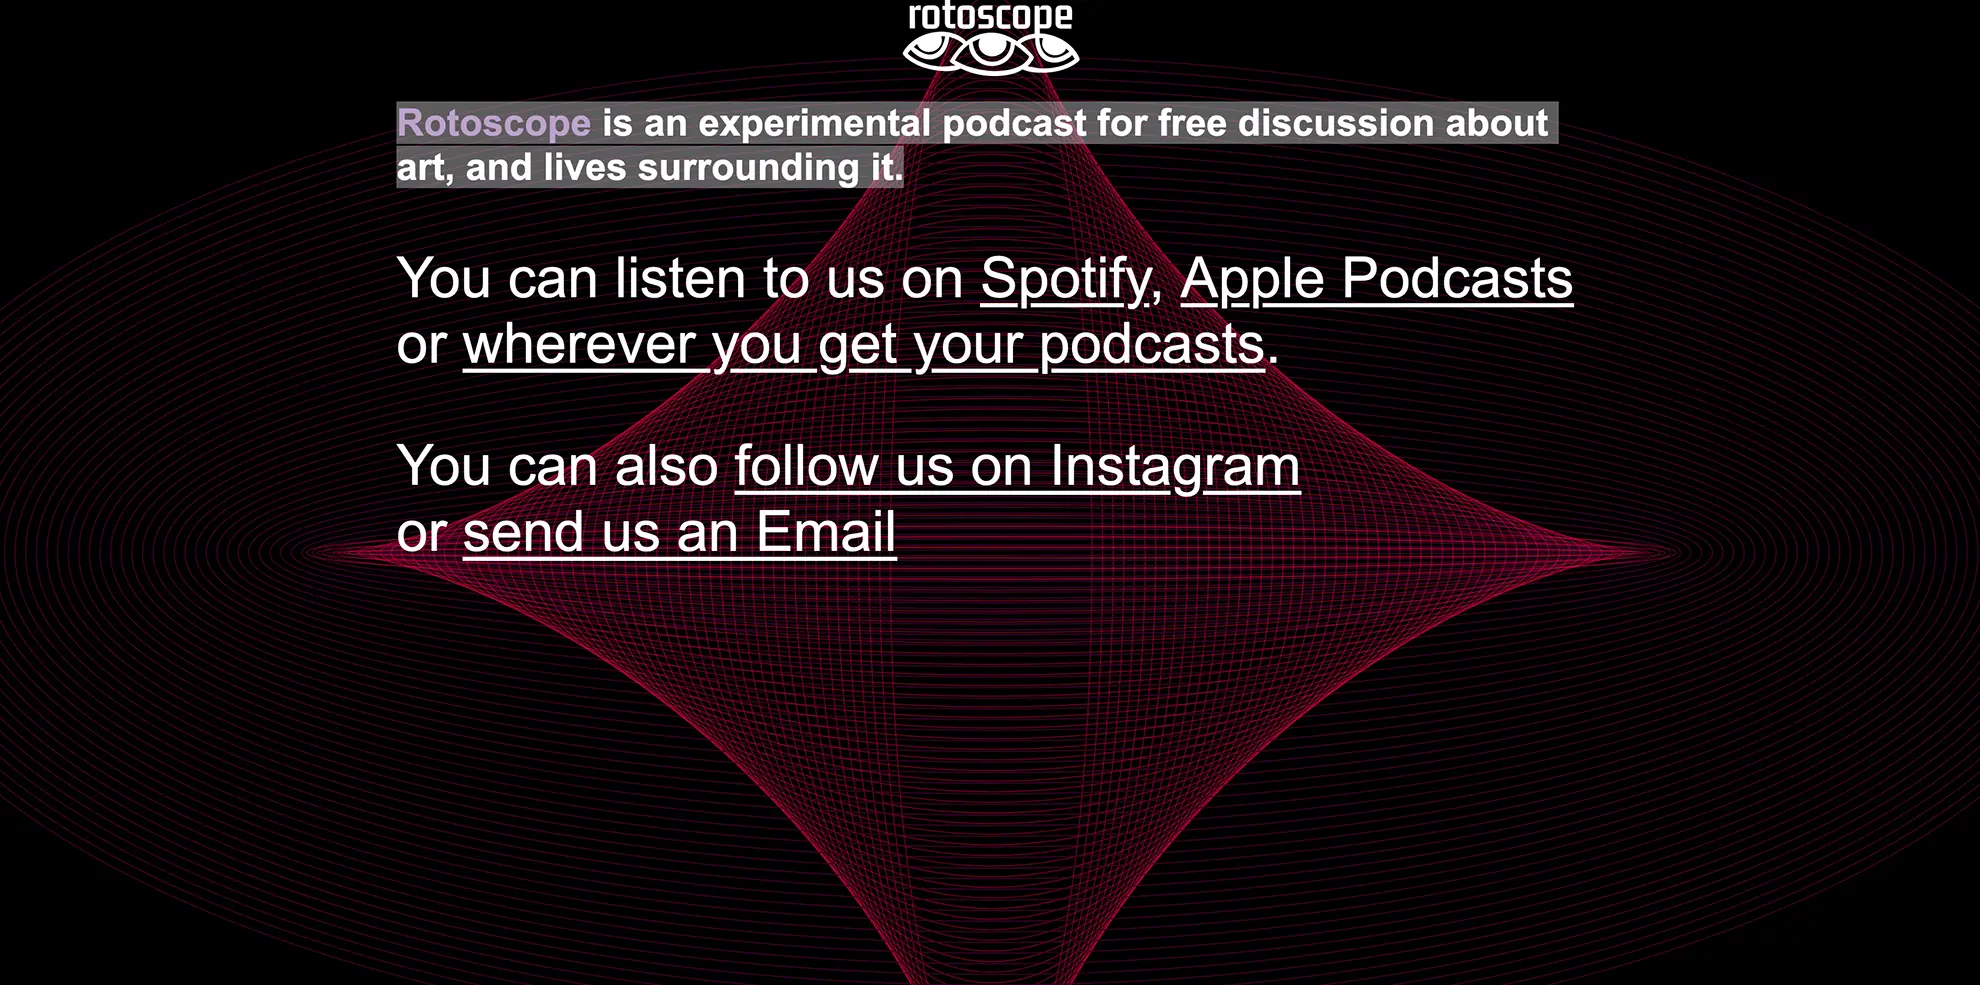 rotoscope
Rotoscope is an experimental podcast for free discussion about
art, and lives surrounding it.
You can listen to us on Spotify, Apple Podcasts
or wherever you get your podcasts.
You can also follow us on Instagram
or send us an Email